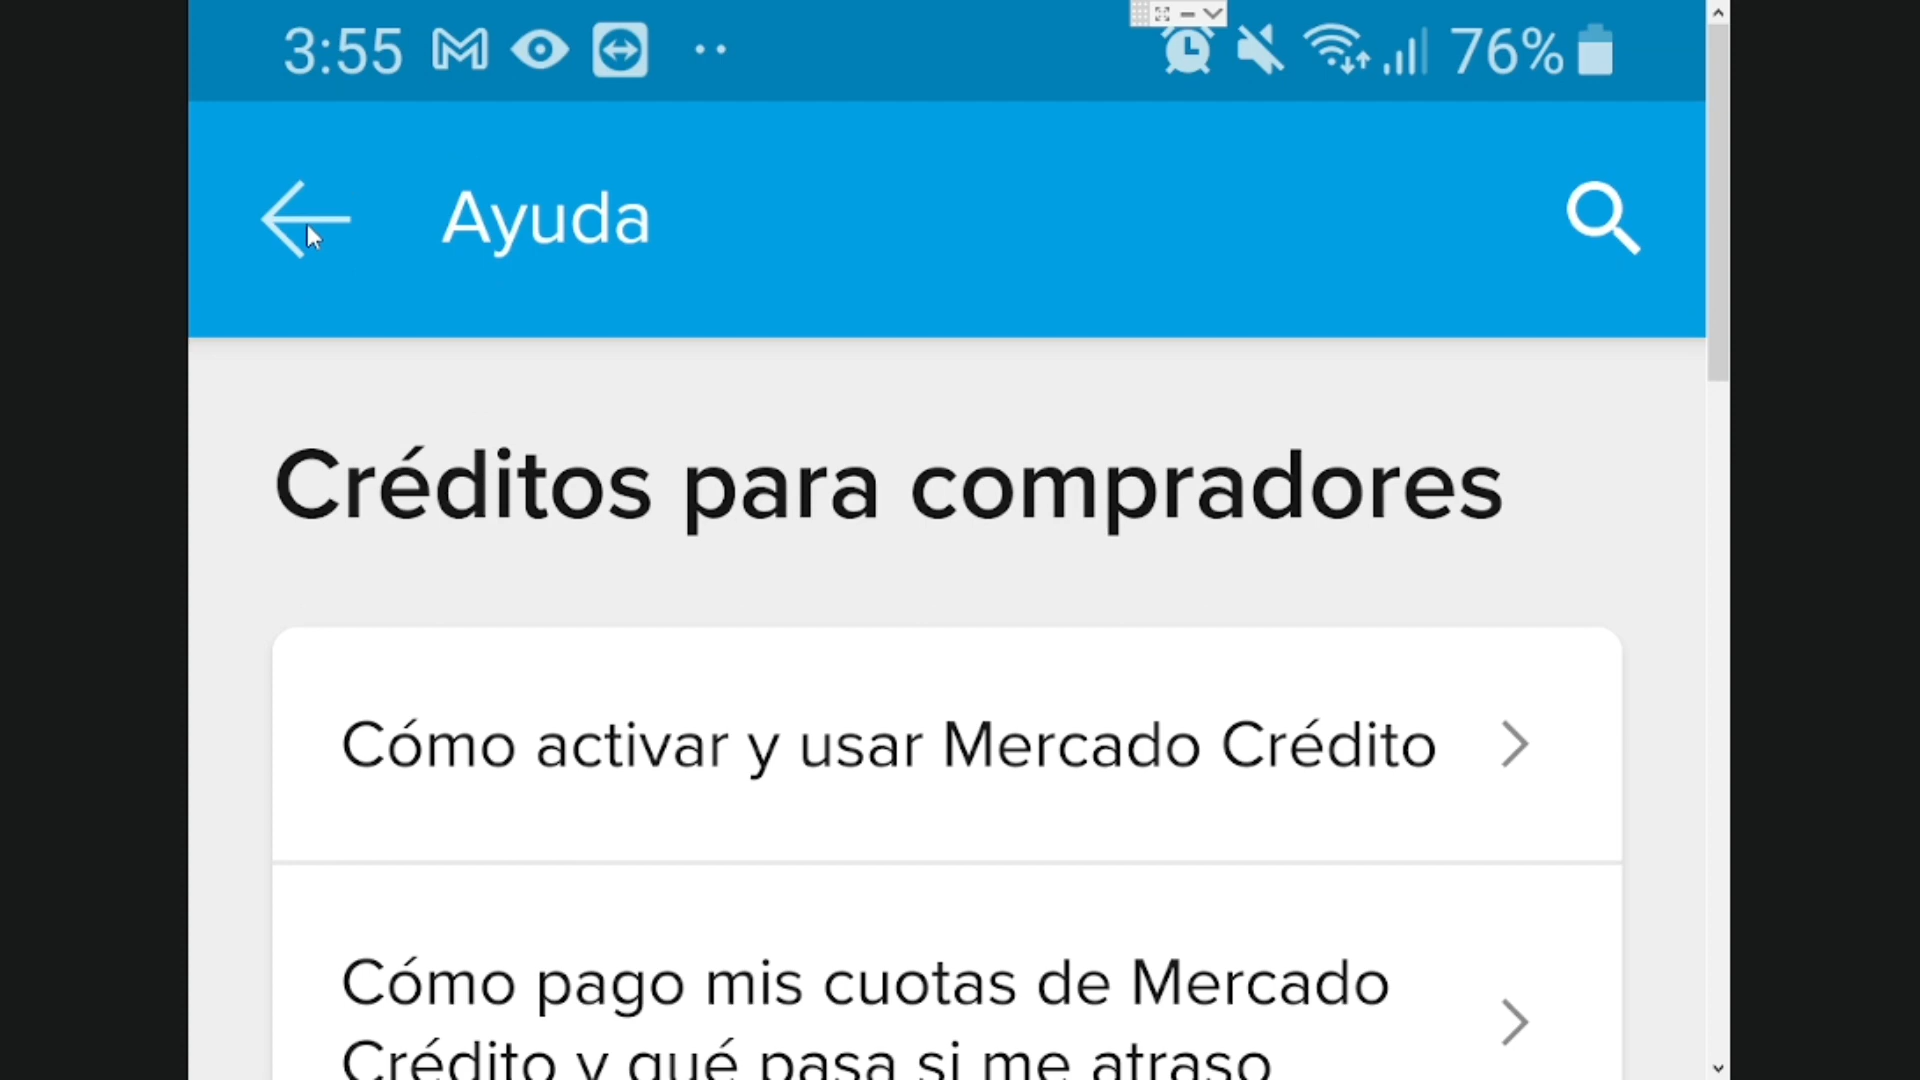 3:55 76%
Ayuda
Créditos para compradores
Cómo activar y usar Mercado Crédito
Cómo pago mis cuotas de Mercado
Crédito y qué pasa si me atraso